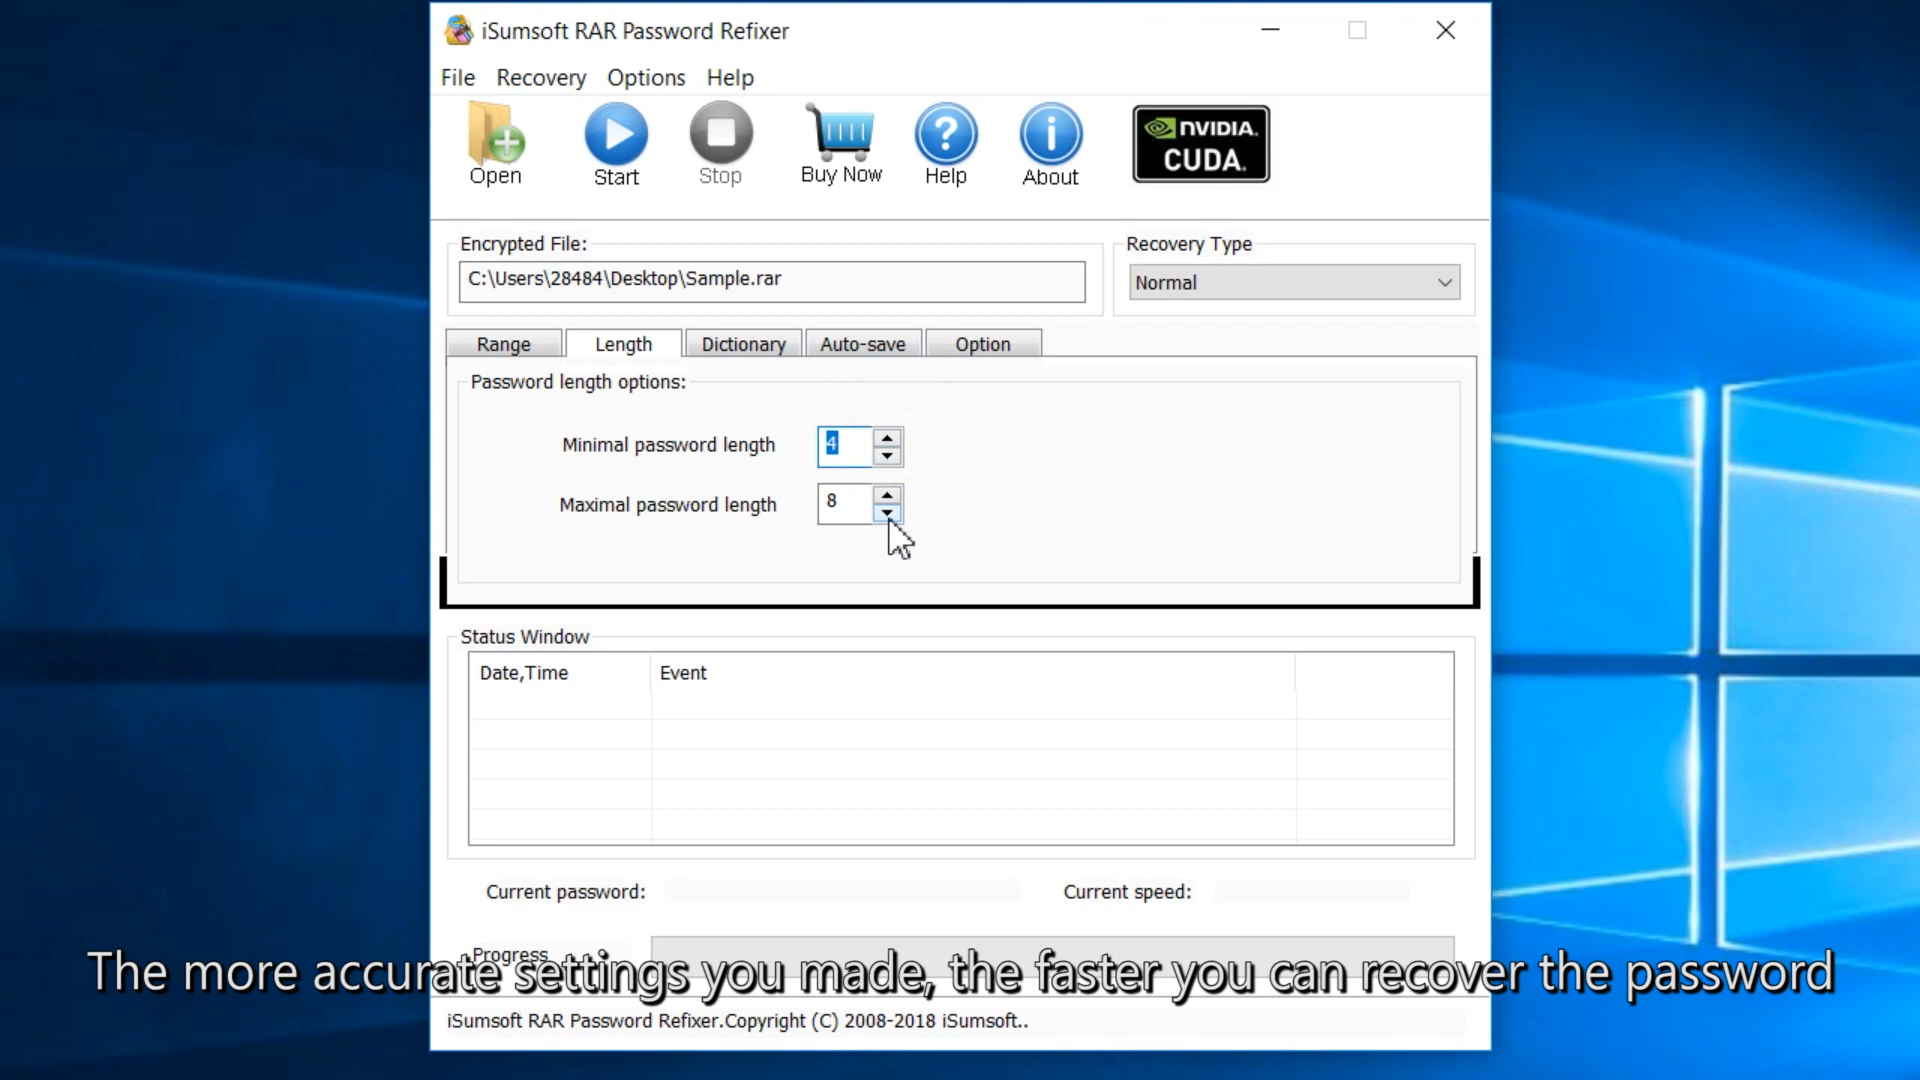 iSumsoft RAR Password Refixer
File Recovery Options Help
Open Start Stop Buy Now Help About NVIDIA. CUDA.
Encrypted File: Recovery Type
C:\Users\28484\Desktop\Sample.rar Normal
Range Length Dictionary Auto-save Option
Password length options:
Minimal password length 4
Maximal password length 8
Status Window
Date,Time Event
Current password: Current speed:
Progress
The more accurate settings you made, the faster you can recover the password
iSumsoft RAR Password Refixer.Copyright (C) 2008-2018 iSumsoft..